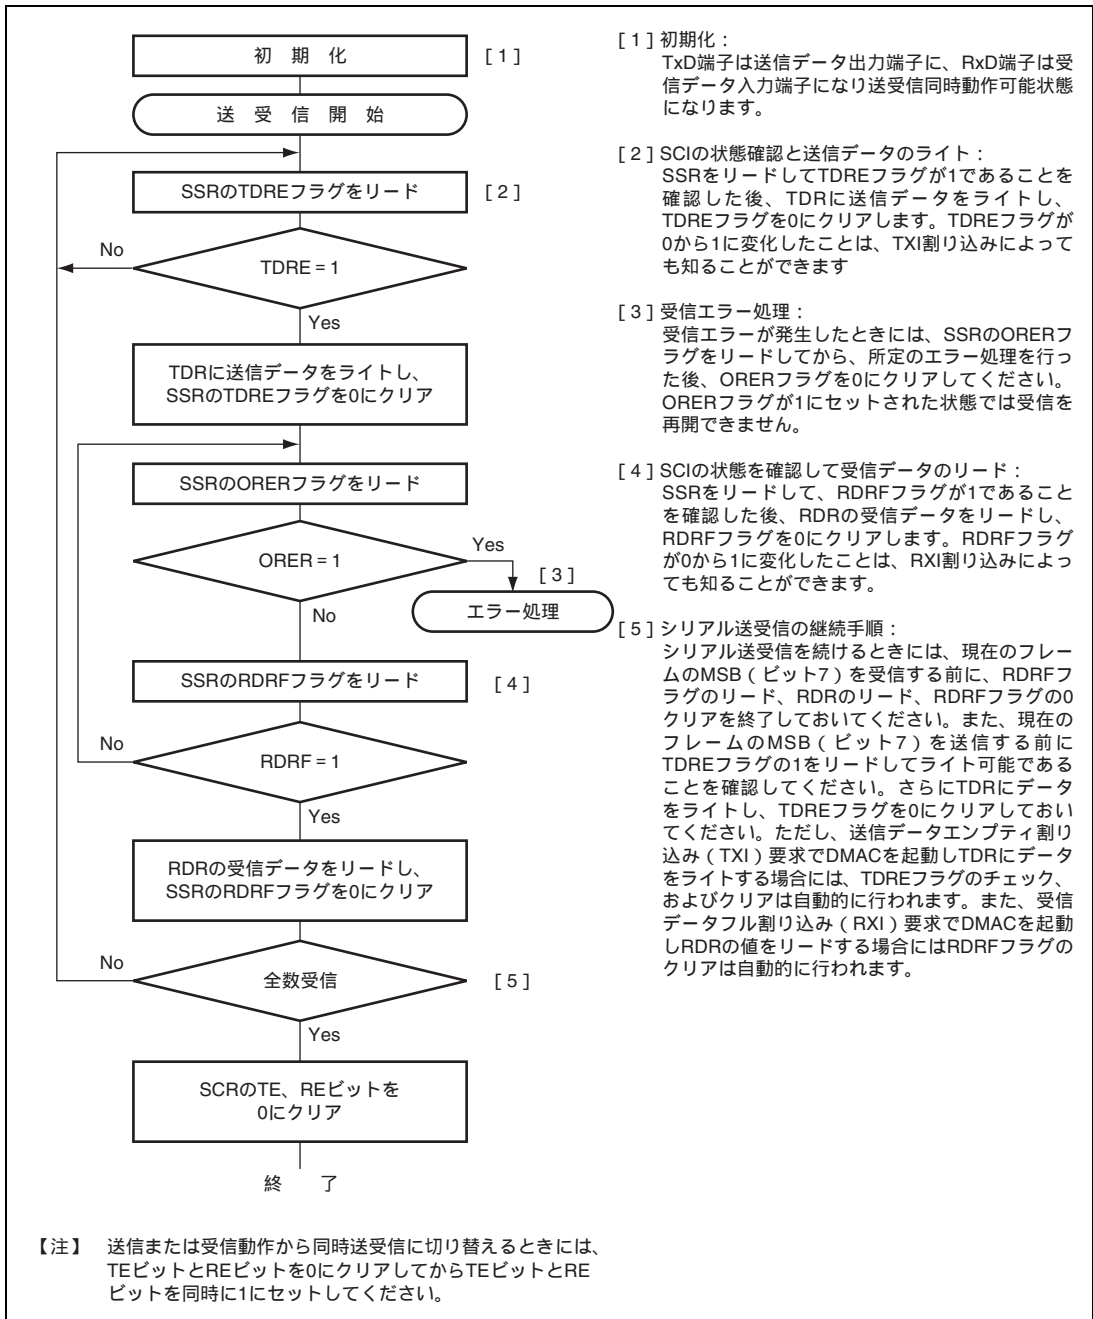 初 期 化
[ 1 ]
送 受 信 開 始
SSRのTDREフラグをリード
[ 2 ]
No
TDRE = 1
Yes
TDRに送信データをライトし、
SSRのTDREフラグを0にクリア
SSRのORERフラグをリード
ORER = 1
Yes
[ 3 ]
エラー処理
No
SSRのRDRFフラグをリード
[ 4 ]
No
RDRF = 1
Yes
RDRの受信データをリードし、
SSRのRDRFフラグを0にクリア
No
全数受信
[ 5 ]
Yes
SCRのTE、REビットを
0にクリア
終 了
[ 1 ] 初期化：
TxD端子は送信データ出力端子に、RxD端子は受
信データ入力端子になり送受信同時動作可能状態
になります。
[ 2 ] SCIの状態確認と送信データのライト：
SSRをリードしてTDREフラグが1であることを
確認した後、TDRに送信データをライトし、
TDREフラグを0にクリアします。TDREフラグが
0から1に変化したことは、TXI割り込みによって
も知ることができます
[ 3 ] 受信エラー処理：
受信エラーが発生したときには、SSRのORERフ
ラグをリードしてから、所定のエラー処理を行っ
た後、ORERフラグを0にクリアしてください。
ORERフラグが1にセットされた状態では受信を
再開できません。
[ 4 ] SCIの状態を確認して受信データのリード：
SSRをリードして、RDRFフラグが1であること
を確認した後、RDRの受信データをリードし、
RDRFフラグを0にクリアします。RDRFフラグ
が0から1に変化したことは、RXI割り込みによっ
ても知ることができます。
[ 5 ] シリアル送受信の継続手順：
シリアル送受信を続けるときには、現在のフレー
ムのMSB（ビット7）を受信する前に、RDRFフ
ラグのリード、RDRのリード、RDRFフラグの0
クリアを終了しておいてください。また、現在の
フレームのMSB（ビット7）を送信する前に
TDREフラグの1をリードしてライト可能である
ことを確認してください。さらにTDRにデータ
をライトし、TDREフラグを0にクリアしておい
てください。ただし、送信データエンプティ割り
込み（TXI）要求でDMACを起動しTDRにデータ
をライトする場合には、TDREフラグのチェック、
およびクリアは自動的に行われます。また、受信
データフル割り込み（RXI）要求でDMACを起動
しRDRの値をリードする場合にはRDRFフラグの
クリアは自動的に行われます。
【注】 送信または受信動作から同時送受信に切り替えるときには、
TEビットとREビットを0にクリアしてからTEビットとRE
ビットを同時に1にセットしてください。